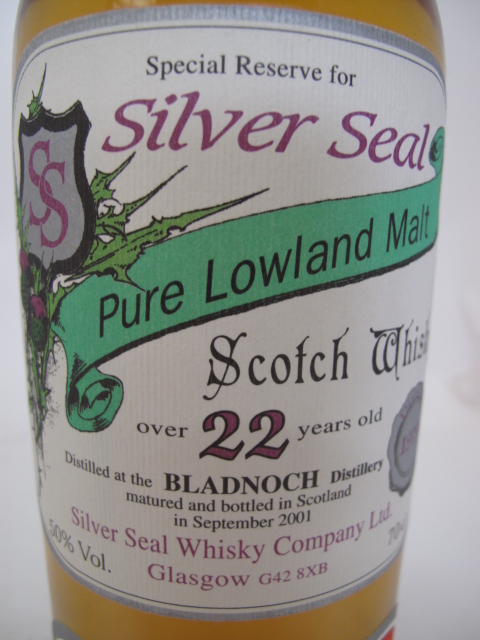 Special Reserve for
Silver Seal
SS
Pure Lowland Malt
Scotch
over 22 years old
Distilled at the BLADNOCH Distillery
matured and bottled in Scotland
in September 2001
Silver Seal Whisky Company Ltd.
50% Vol.
Glasgow G42 8XB